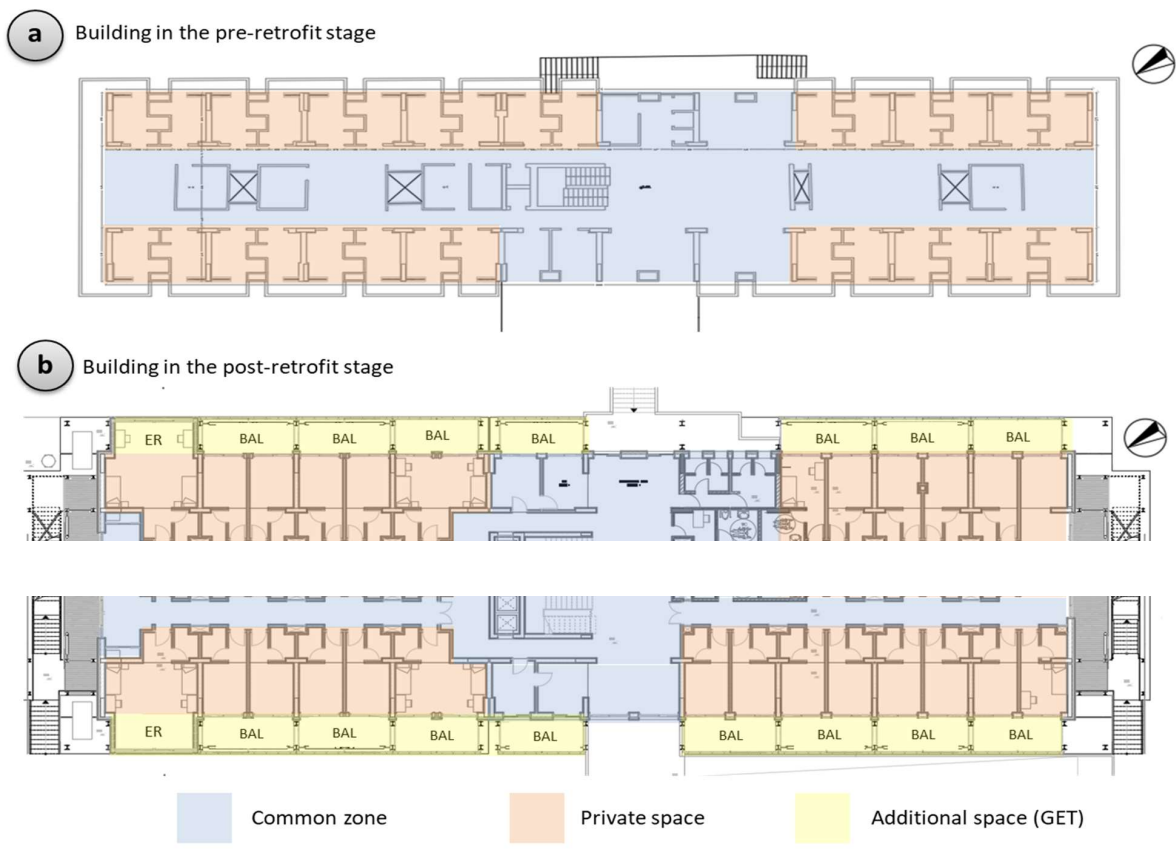 a
Building in the pre-retrofit stage
b
Building in the post-retrofit stage
ER BAL BAL BAL BAL BAL BAL BAL
ER BAL BAL BAL BAL BAL BAL BAL BAL
Common zone
Private space
Additional space (GET)